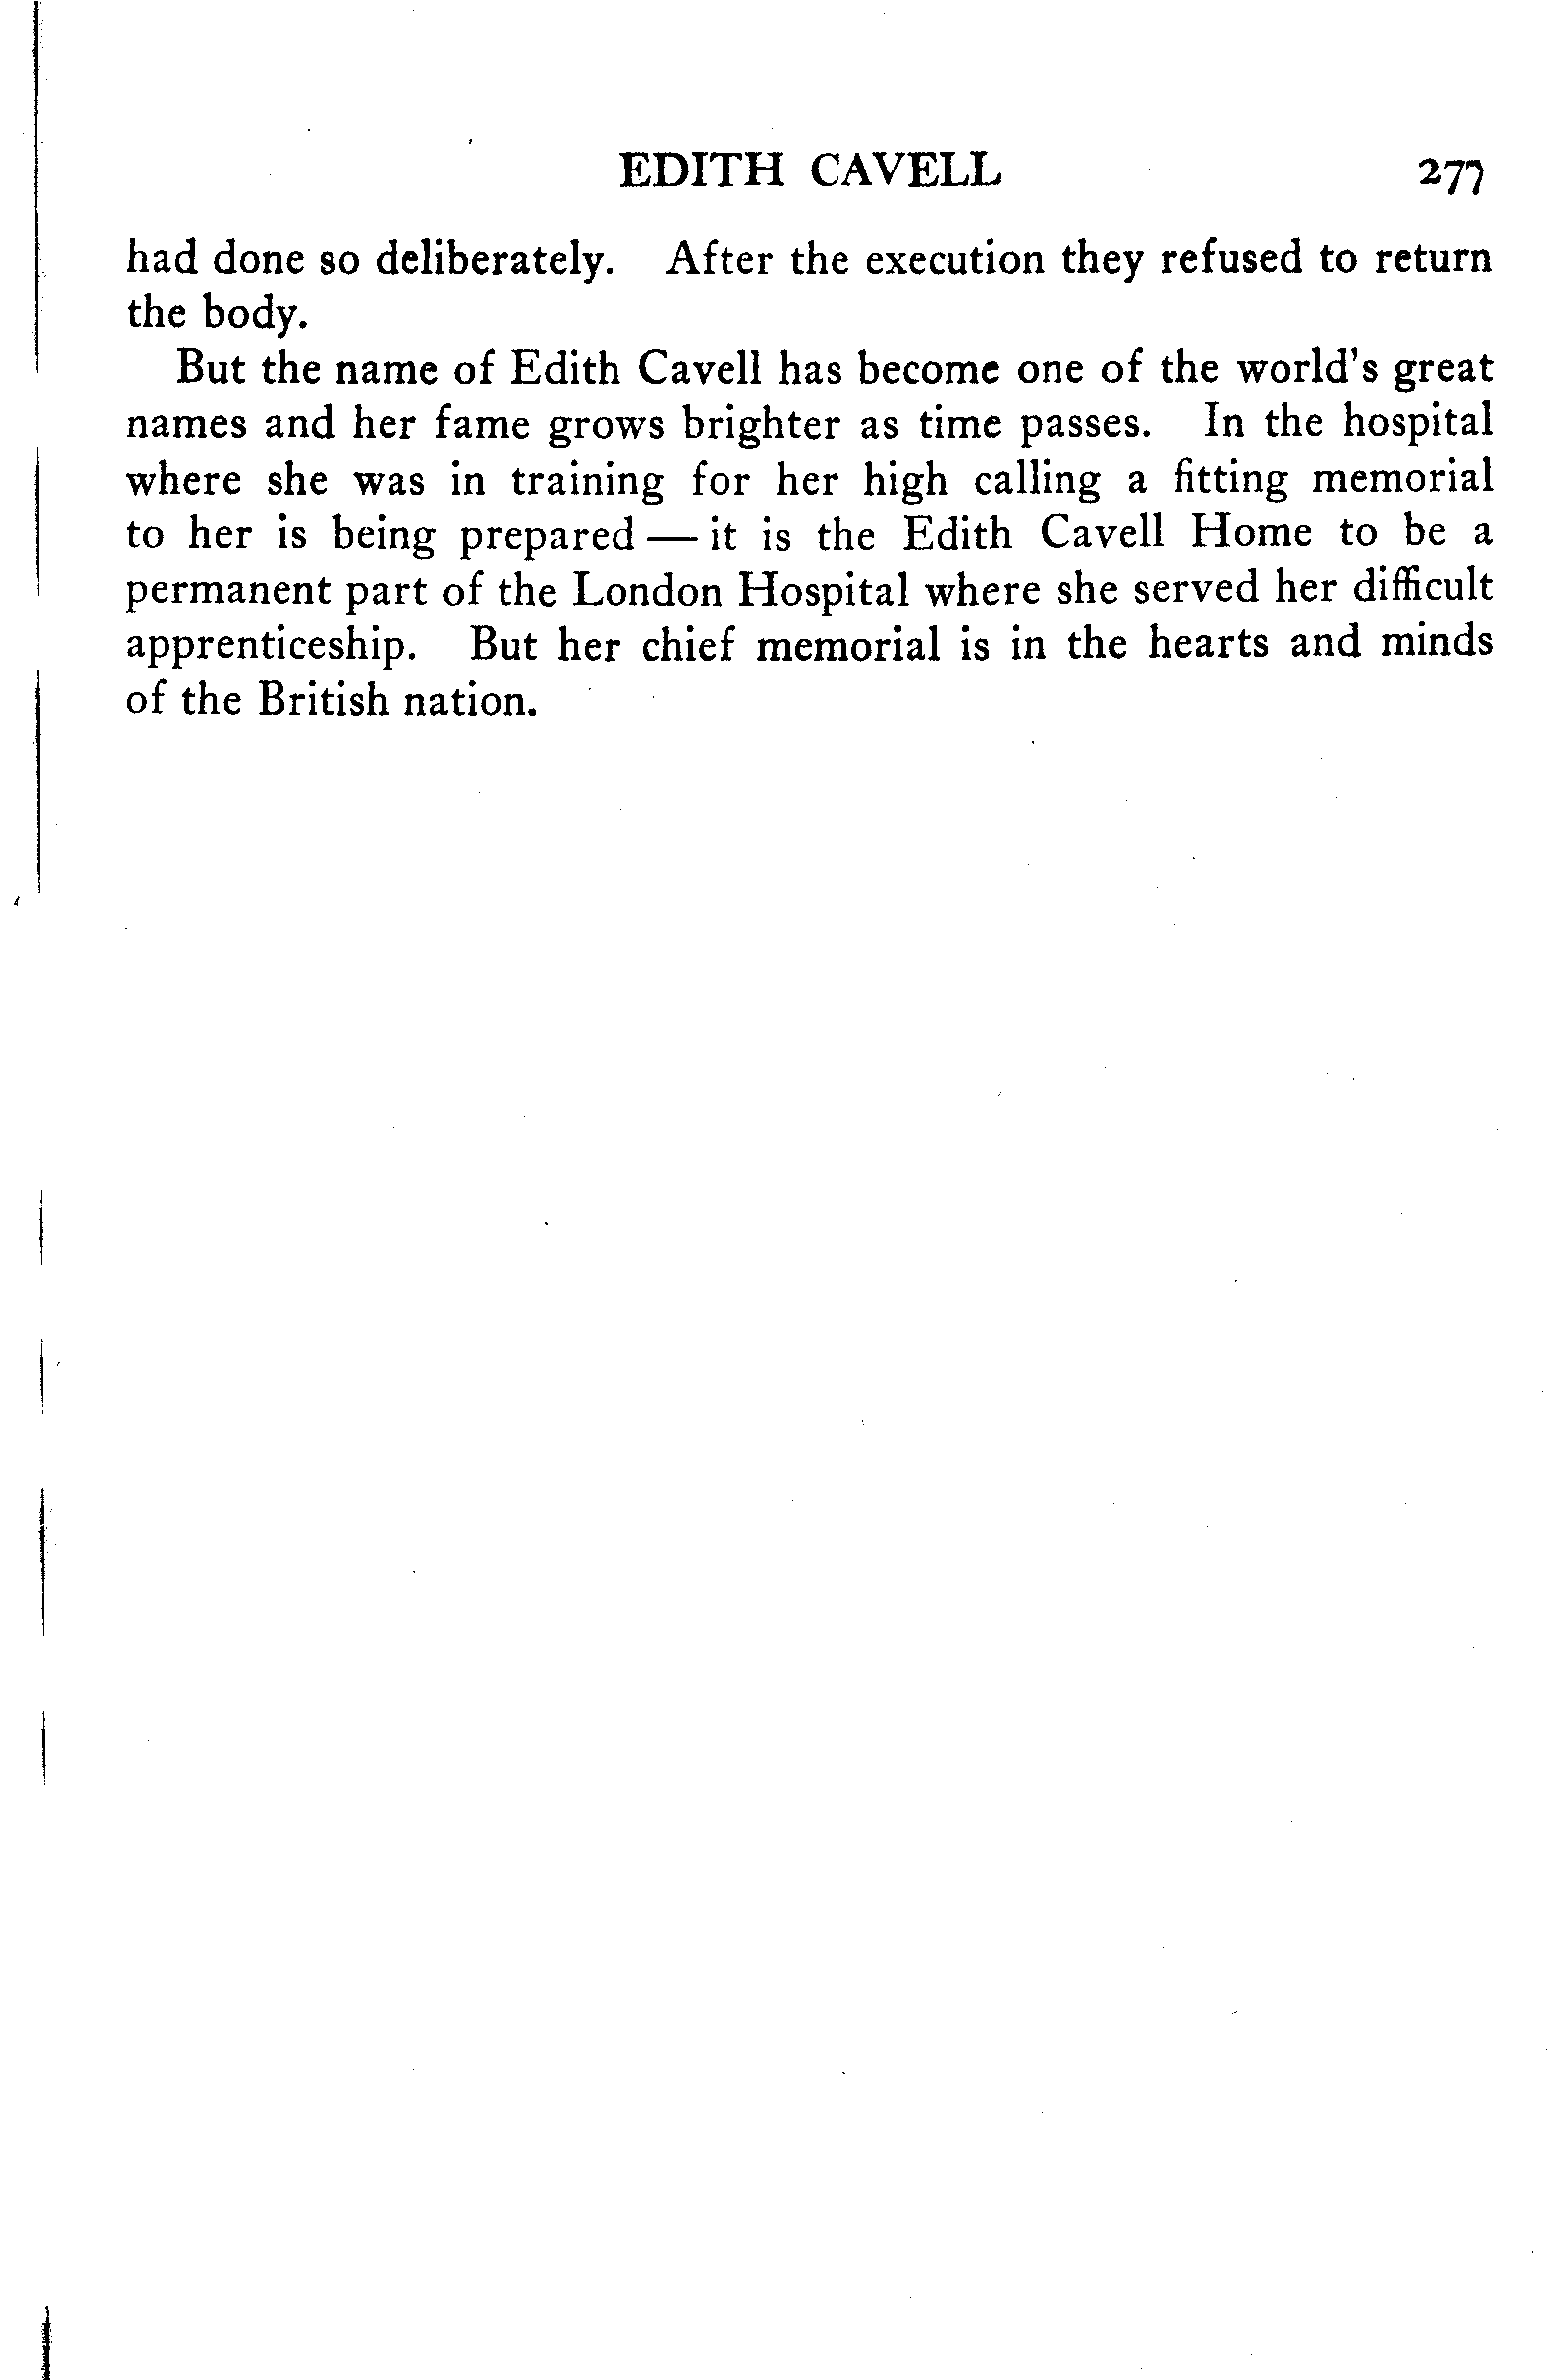 EDITH CAVELL 277
had done so deliberately. After the execution they refused to return
the body.
But the name of Edith Cavell has become one of the world's great
names and her fame grows brighter as time passes. In the hospital
where she was in training for her high calling a fitting memorial
to her is being prepared — it is the Edith Cavell Home to be a
permanent part of the London Hospital where she served her difficult
apprenticeship. But her chief memorial is in the hearts and minds
of the British nation.